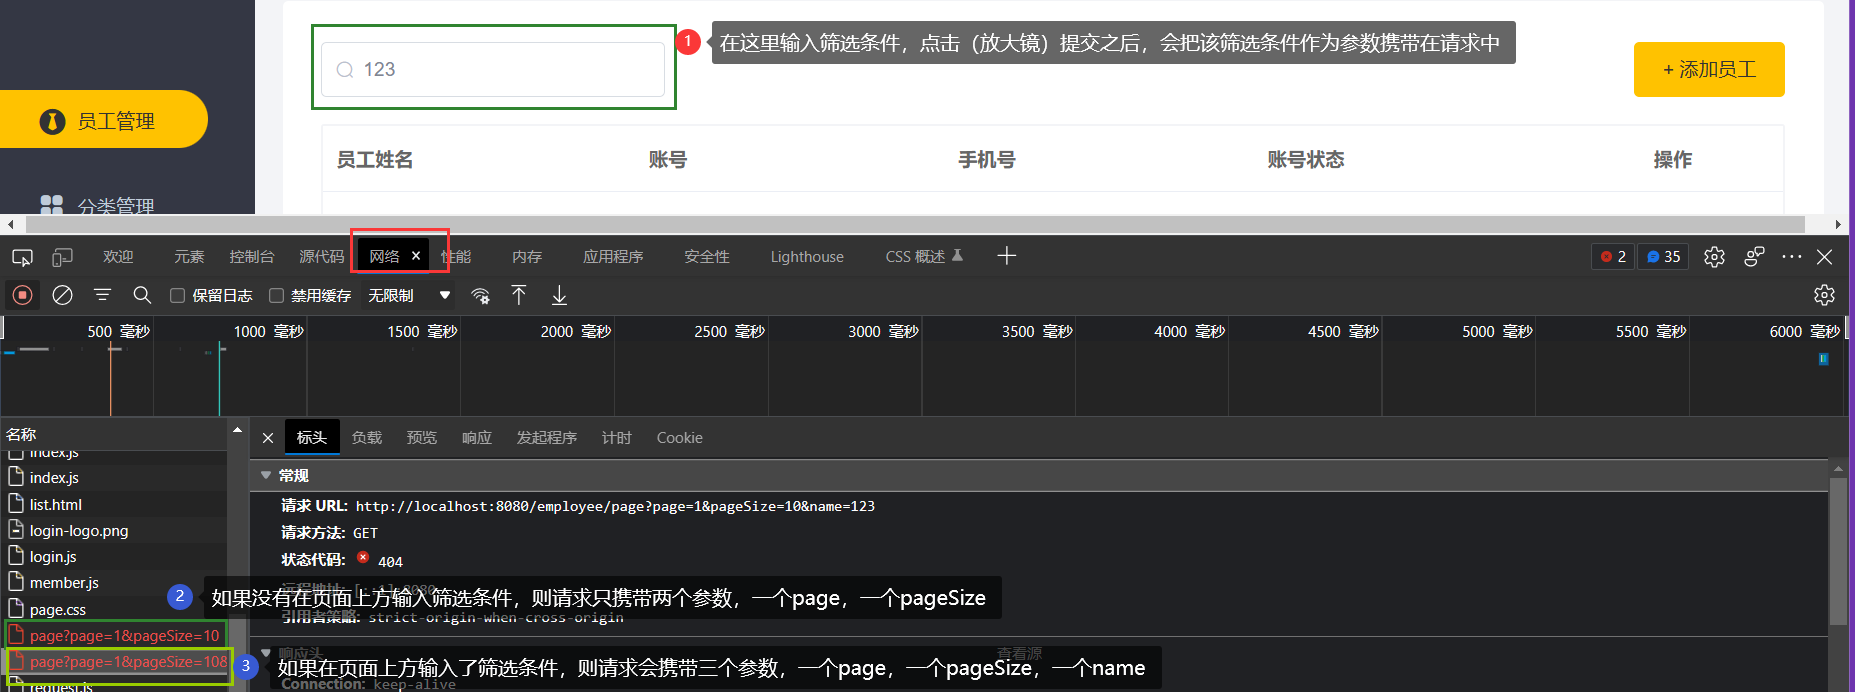 123
1
在这里输入筛选条件，点击（放大镜）提交之后，会把该筛选条件作为参数携带在请求中
+ 添加员工
员工管理
员工姓名 账号 手机号 账号状态 操作
分类管理
欢迎 元素 控制台 源代码 网络 × 性能 内存 应用程序 安全性 Lighthouse CSS 概述
2 35
保留日志 禁用缓存 无限制
500 毫秒 1000 毫秒 1500 毫秒 2000 毫秒 2500 毫秒 3000 毫秒 3500 毫秒 4000 毫秒 4500 毫秒 5000 毫秒 5500 毫秒 6000 毫秒
名称
标头 负载 预览 响应 发起程序 计时 Cookie
index.js
index.js
list.html
login-logo.png
login.js
member.js
page.css
page?page=1&pageSize=10
page?page=1&pageSize=10&
request.js
常规
请求 URL: http://localhost:8080/employee/page?page=1&pageSize=10&name=123
请求方法: GET
状态代码: 404
远程地址: [::1]:8080
2
如果没有在页面上方输入筛选条件，则请求只携带两个参数，一个page，一个pageSize
引用者策略: strict-origin-when-cross-origin
响应头 查看源
3
如果在页面上方输入了筛选条件，则请求会携带三个参数，一个page，一个pageSize，一个name
Connection: keep-alive